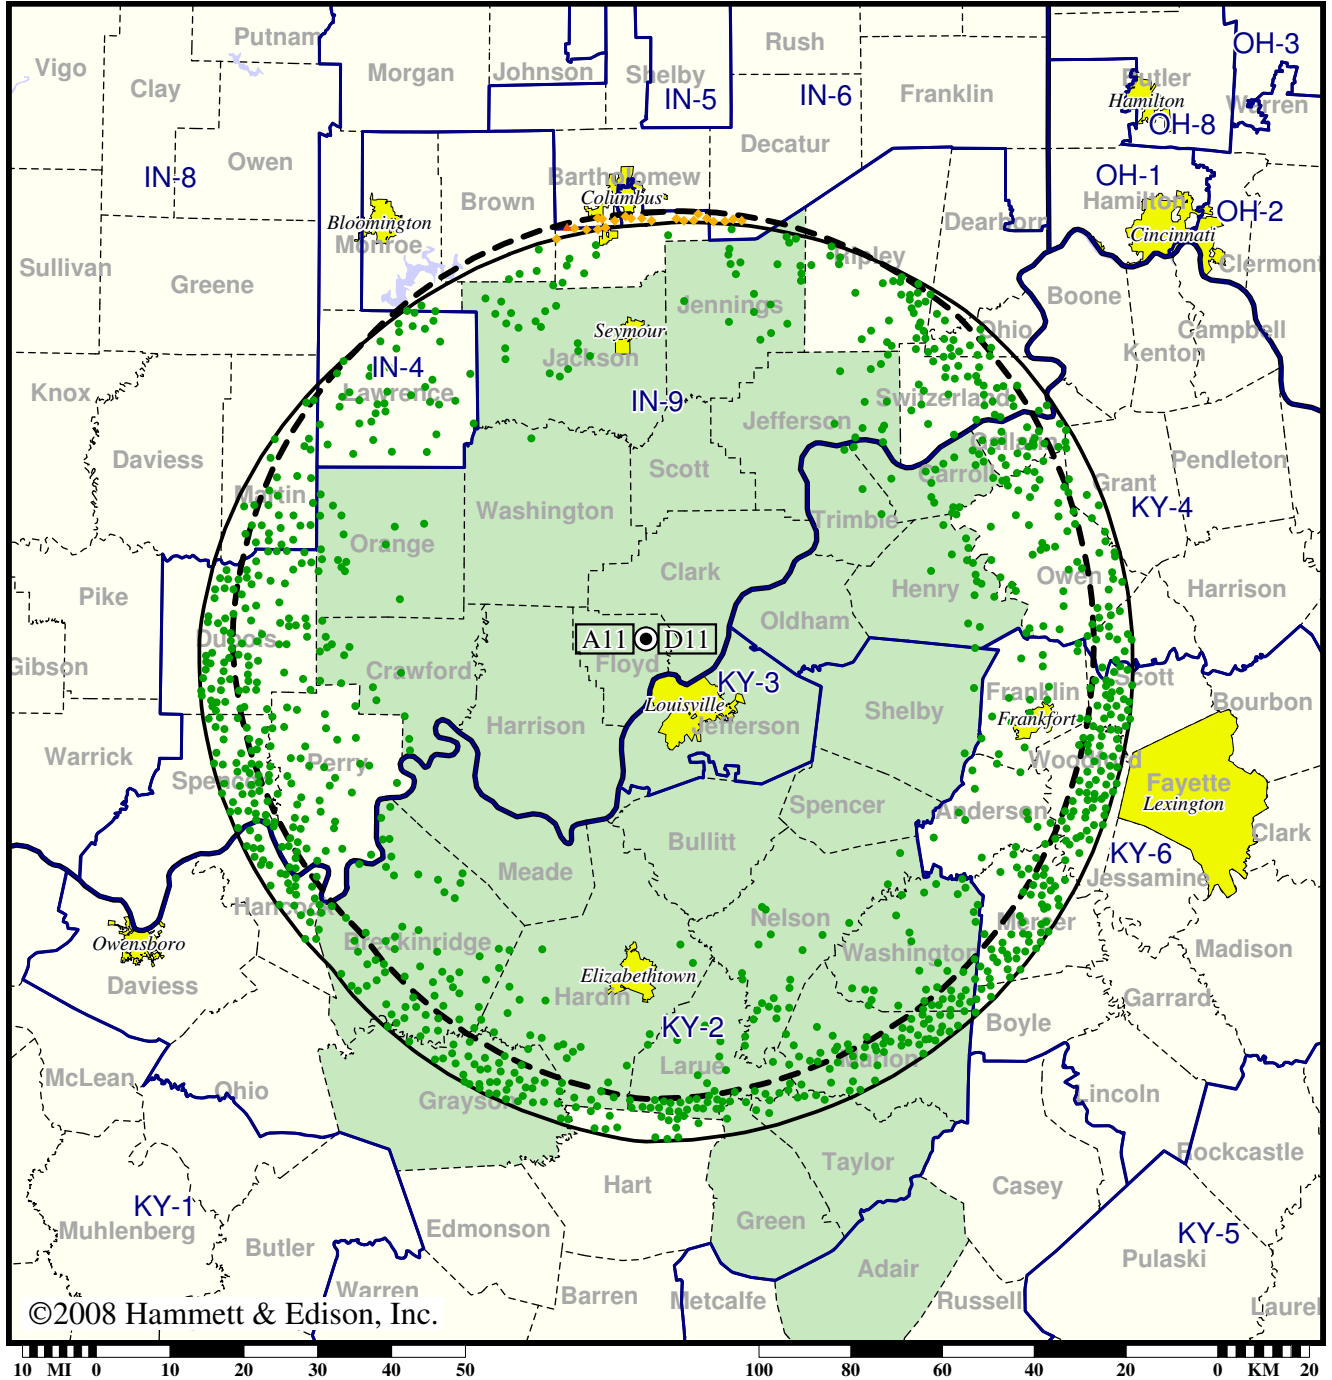 Putnam
Rush
OH-3
Vigo
Morgan
Johnson
Shelby
Butler
Clay
IN-5
IN-6
Franklin
Hamilton
Warren
OH-8
Decatur
Owen
IN-8
Bartholomew
OH-1
Brown
Columbus
Hamilton
OH-2
Bloomington
Dearborn
Cincinnati
Monroe
Ripley
Sullivan
Clermont
Greene
Boone
Jennings
Seymour
Ohio
Campbell
Jackson
Kenton
IN-4
Knox
Lawrence
IN-9
Switzerland
Jefferson
Gallatin
Daviess
Scott
Pendleton
Carroll
Grant
Martin
KY-4
Washington
Trimble
Orange
Clark
Owen
Pike
Henry
Harrison
Oldham
Dubois
A11
D11
Gibson
Crawford
Floyd
Scott
KY-3
Franklin
Bourbon
Louisville
Shelby
Frankfort
Harrison
Jefferson
Warrick
Perry
Woodford
Spencer
Fayette
Spencer
Lexington
Anderson
Clark
Bullitt
KY-6
Meade
Jessamine
Hancock
Nelson
Mercer
Owensboro
Breckinridge
Washington
Madison
Elizabethtown
Daviess
Hardin
Garrard
KY-2
Boyle
Marion
Larue
McLean
Ohio
Lincoln
Grayson
Rockcastle
Taylor
Hart
Casey
KY-1
Green
Muhlenberg
Edmonson
KY-5
Butler
Pulaski
Adair
Warren
Barren
Metcalfe
Russell
Laurel
©2008 Hammett & Edison, Inc.
10 MI 0 10 20 30 40 50 100 80 60 40 20 0 KM 20